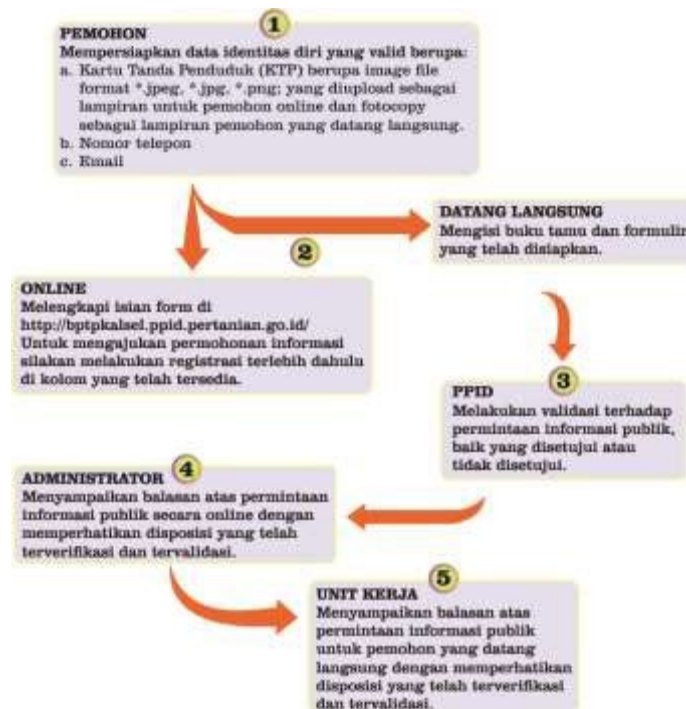 1
PEMOHON
Mempersiapkan data identitas diri yang valid berupa:
a. Kartu Tanda Penduduk (KTP) berupa image file
format *.jpeg, *.jpg, *.png; yang diupload sebagai
lampiran untuk pemohon online dan fotocopy
sebagai lampiran pemohon yang datang langsung.
b. Nomor telepon
c. Email
2
DATANG LANGSUNG
Mengisi buku tamu dan formulir
yang telah disiapkan.
ONLINE
Melengkapi isian form di
http://bptpkalsel.ppid.pertanian.go.id/
Untuk mengajukan permohonan informasi
silakan melakukan registrasi terlebih dahulu
di kolom yang telah tersedia.
3
PPID
Melakukan validasi terhadap
permintaan informasi publik,
baik yang disetujui atau
tidak disetujui.
4
ADMINISTRATOR
Menyampaikan balasan atas permintaan
informasi publik secara online dengan
memperhatikan disposisi yang telah
terverifikasi dan tervalidasi.
5
UNIT KERJA
Menyampaikan balasan atas
permintaan informasi publik
untuk pemohon yang datang
langsung dengan memperhatikan
disposisi yang telah terverifikasi
dan tervalidasi.